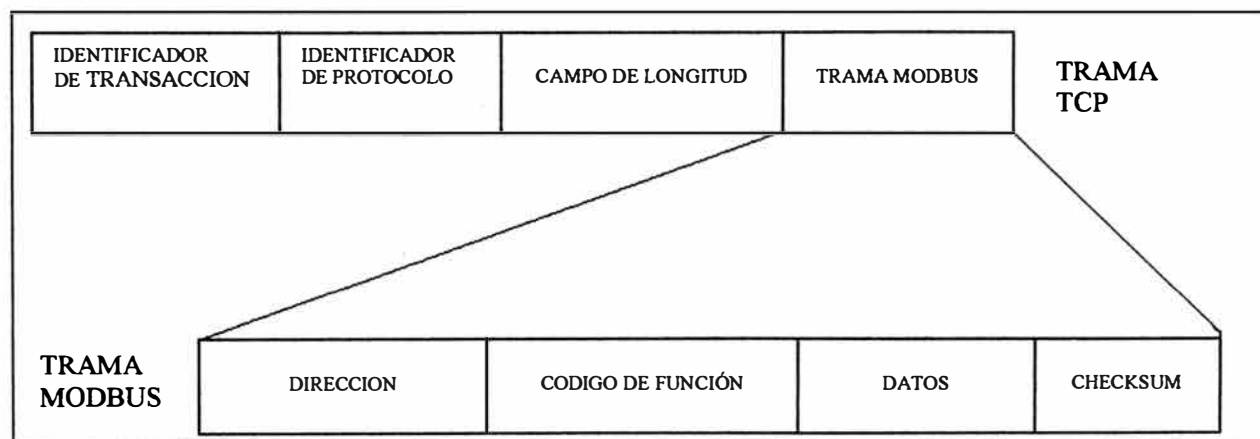 IDENTIFICADOR
DE TRANSACCION
IDENTIFICADOR
DE PROTOCOLO
CAMPO DE LONGITUD
TRAMA MODBUS
TRAMA
TCP
TRAMA
MODBUS
DIRECCION
CODIGO DE FUNCIÓN
DATOS
CHECKSUM